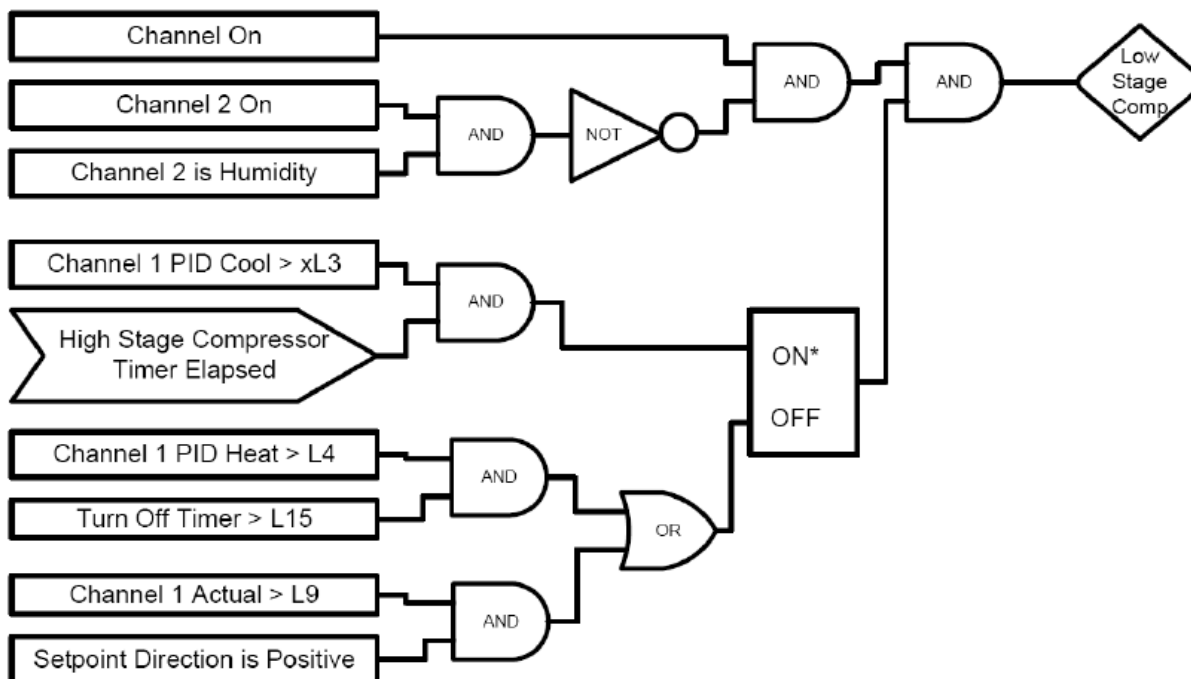 Channel On
Channel 2 On
Channel 2 is Humidity
AND
NOT
AND
AND
Low
Stage
Comp.
Channel 1 PID Cool > xL3
High Stage Compressor
Timer Elapsed
AND
ON*
OFF
Channel 1 PID Heat > L4
Turn Off Timer > L15
AND
OR
Channel 1 Actual > L9
Setpoint Direction is Positive
AND